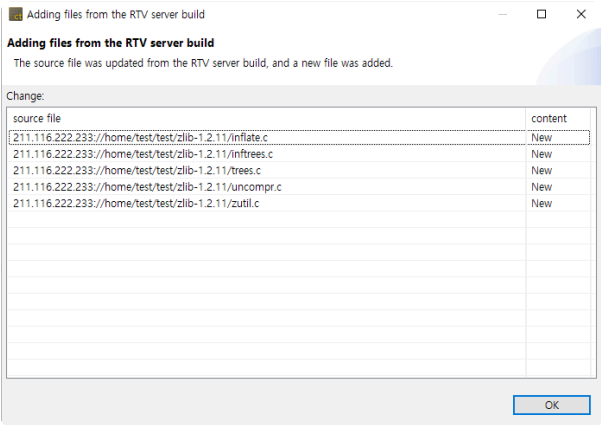 Adding files from the RTV server build
Adding files from the RTV server build
The source file was updated from the RTV server build, and a new file was added.
Change:
source file content
211.116.222.233://home/test/test/zlib-1.2.11/inflate.c New
211.116.222.233://home/test/test/zlib-1.2.11/inftrees.c New
211.116.222.233://home/test/test/zlib-1.2.11/trees.c New
211.116.222.233://home/test/test/zlib-1.2.11/uncompr.c New
211.116.222.233://home/test/test/zlib-1.2.11/zutil.c New
OK